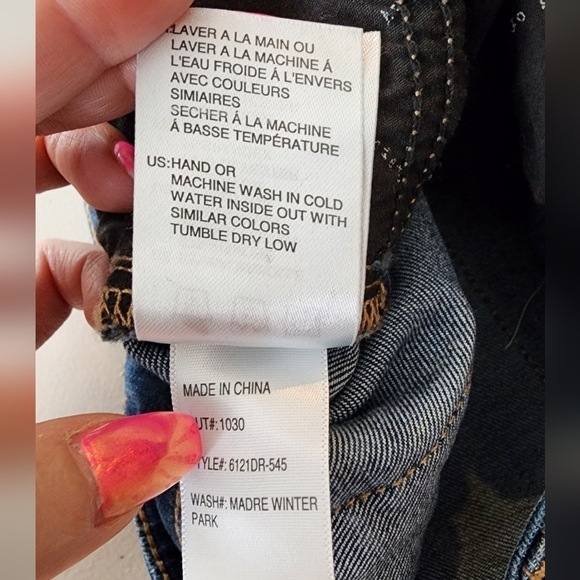 LAVER A LA MAIN OU
LAVER A LA MACHINE Á
L'EAU FROIDE Á L'ENVERS
AVEC COULEURS
SIMIAIRES
SECHER Á LA MACHINE
Á BASSE TEMPÉRATURE
US:HAND OR
MACHINE WASH IN COLD
WATER INSIDE OUT WITH
SIMILAR COLORS
TUMBLE DRY LOW
MADE IN CHINA
UT#:1030
TYLE#: 6121DR-545
WASH#: MADRE WINTER
PARK